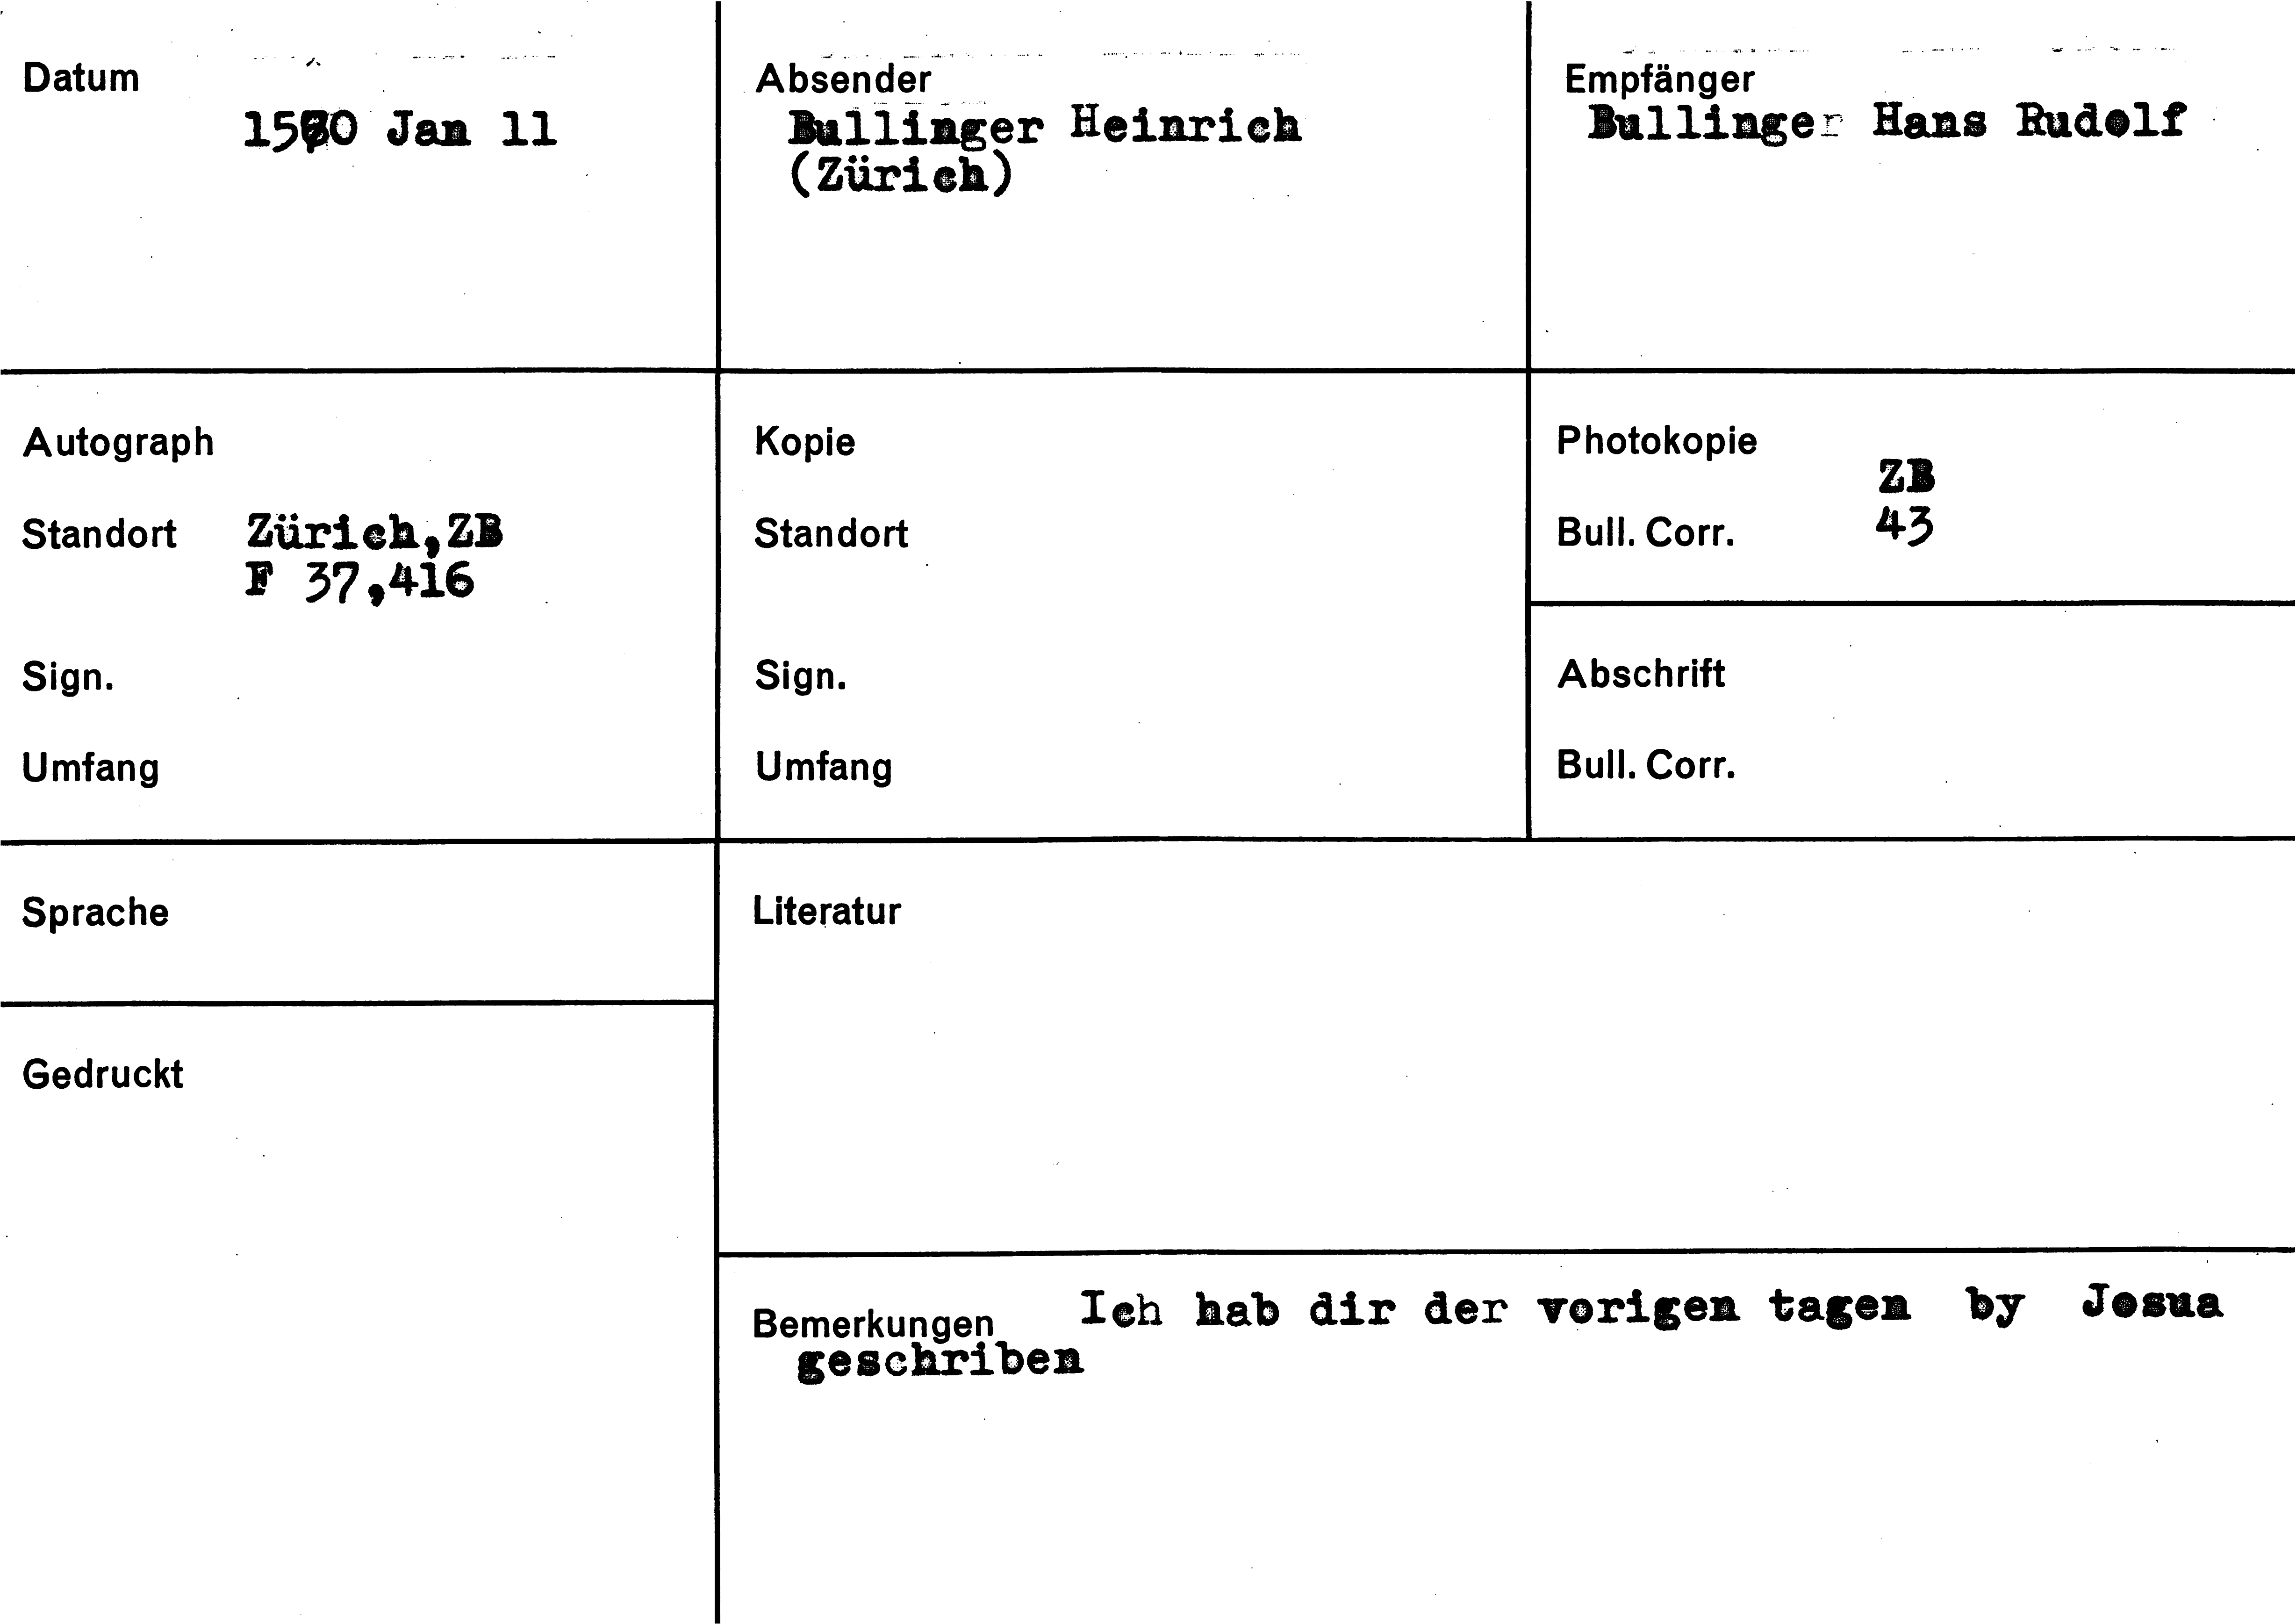 Datum
Jan 11
Absender
Bullinger Heinrich
(Zürich)
Empfänger
Bullinger Hans Rudolf
Autograph
Standort Zürich,ZB
F 37,416
Sign.
Umfang
Kopie
Standort
Sign.
Umfang
Photokopie
ZB
Bull. Corr. 43
Abschrift
Bull. Corr.
Sprache
Gedruckt
Literatur
Bemerkungen Ich hab dir der vorigen tagen by Josua
geschriben